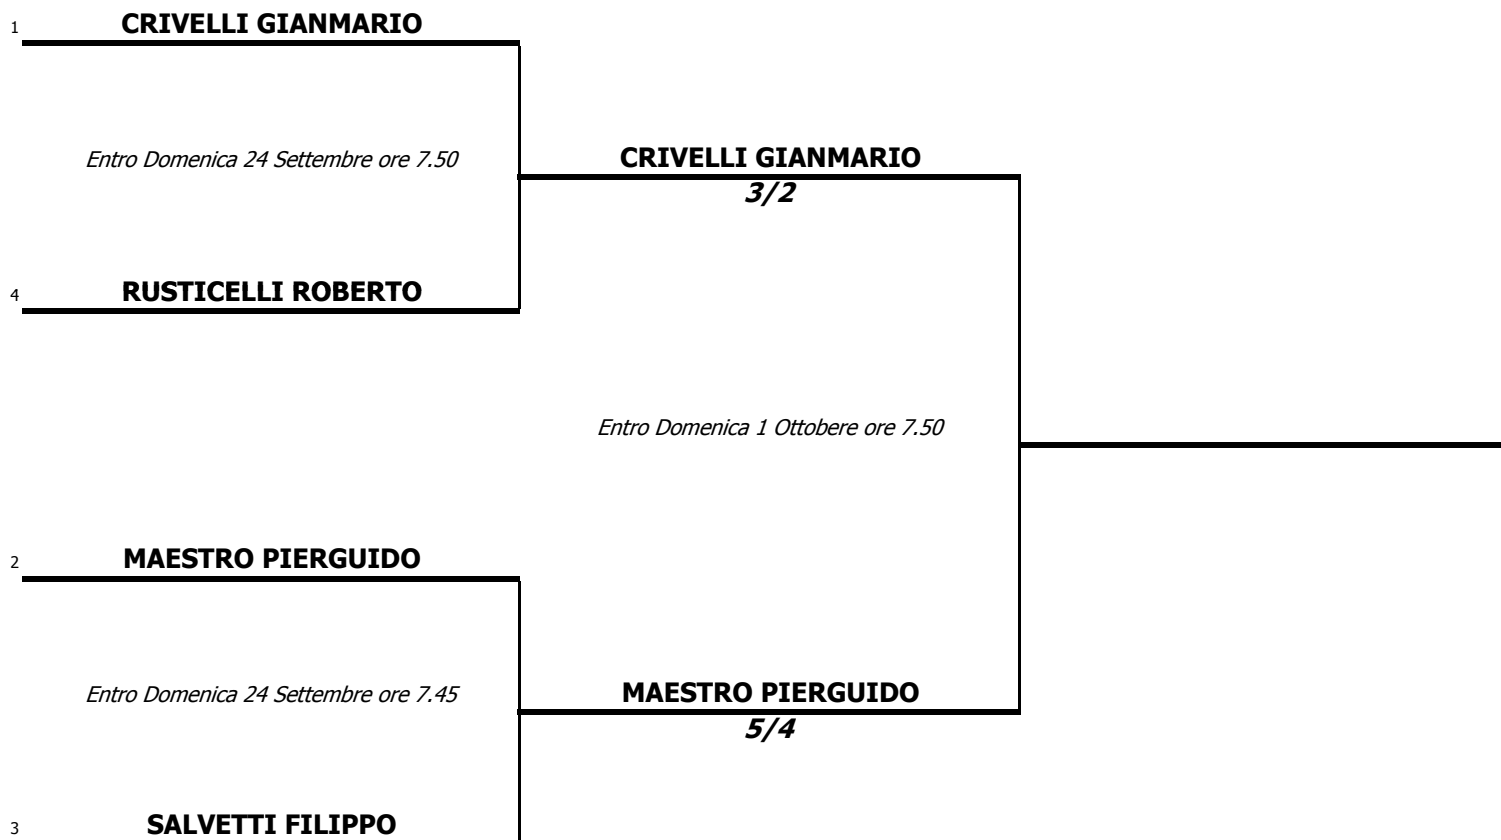 1 CRIVELLI GIANMARIO
Entro Domenica 24 Settembre ore 7.50
CRIVELLI GIANMARIO
3/2
4 RUSTICELLI ROBERTO
Entro Domenica 1 Ottobere ore 7.50
2 MAESTRO PIERGUIDO
Entro Domenica 24 Settembre ore 7.45
MAESTRO PIERGUIDO
5/4
3 SALVETTI FILIPPO